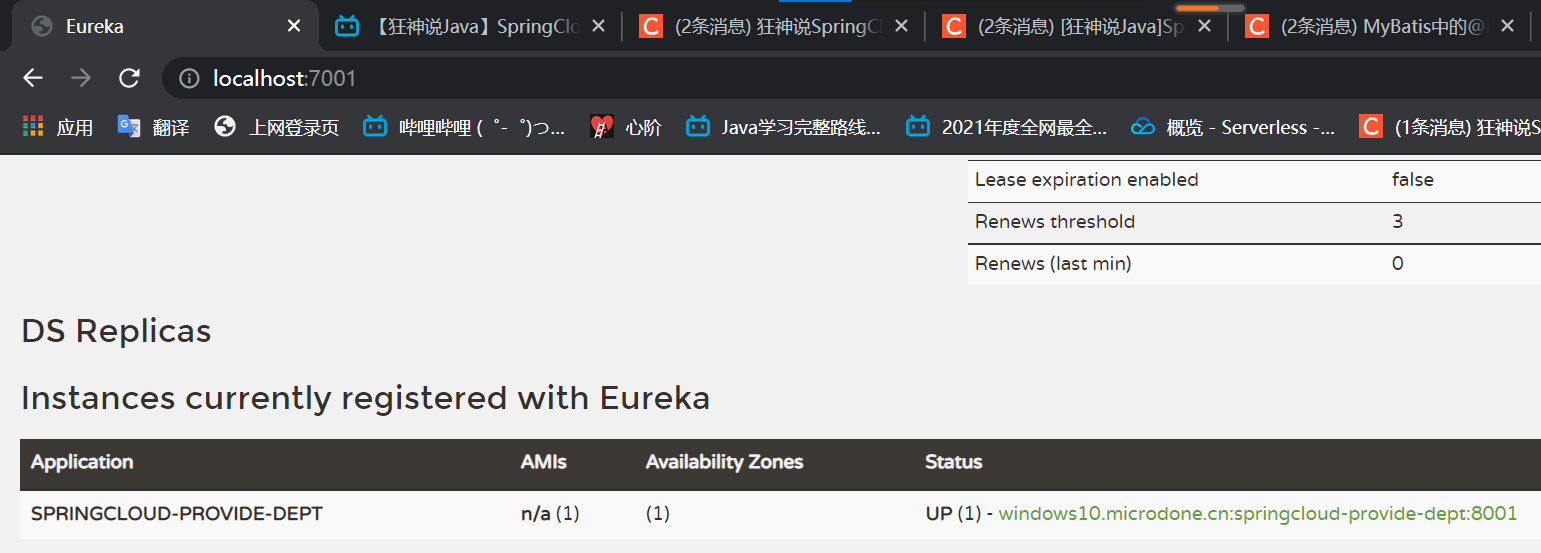 Eureka
【狂神说Java】SpringClo
(2条消息) 狂神说SpringCl
(2条消息) [狂神说Java]Sp
(2条消息) MyBatis中的@
localhost:7001
应用
翻译
上网登录页
哔哩哔哩 (゜-゜)つ...
心阶
Java学习完整路线...
2021年度全网最全...
概览 - Serverless -...
(1条消息) 狂神说S
Lease expiration enabled false
Renews threshold 3
Renews (last min) 0
DS Replicas
Instances currently registered with Eureka
Application AMIs Availability Zones Status
SPRINGCLOUD-PROVIDE-DEPT n/a (1) (1) UP (1) - windows10.microdone.cn:springcloud-provide-dept:8001